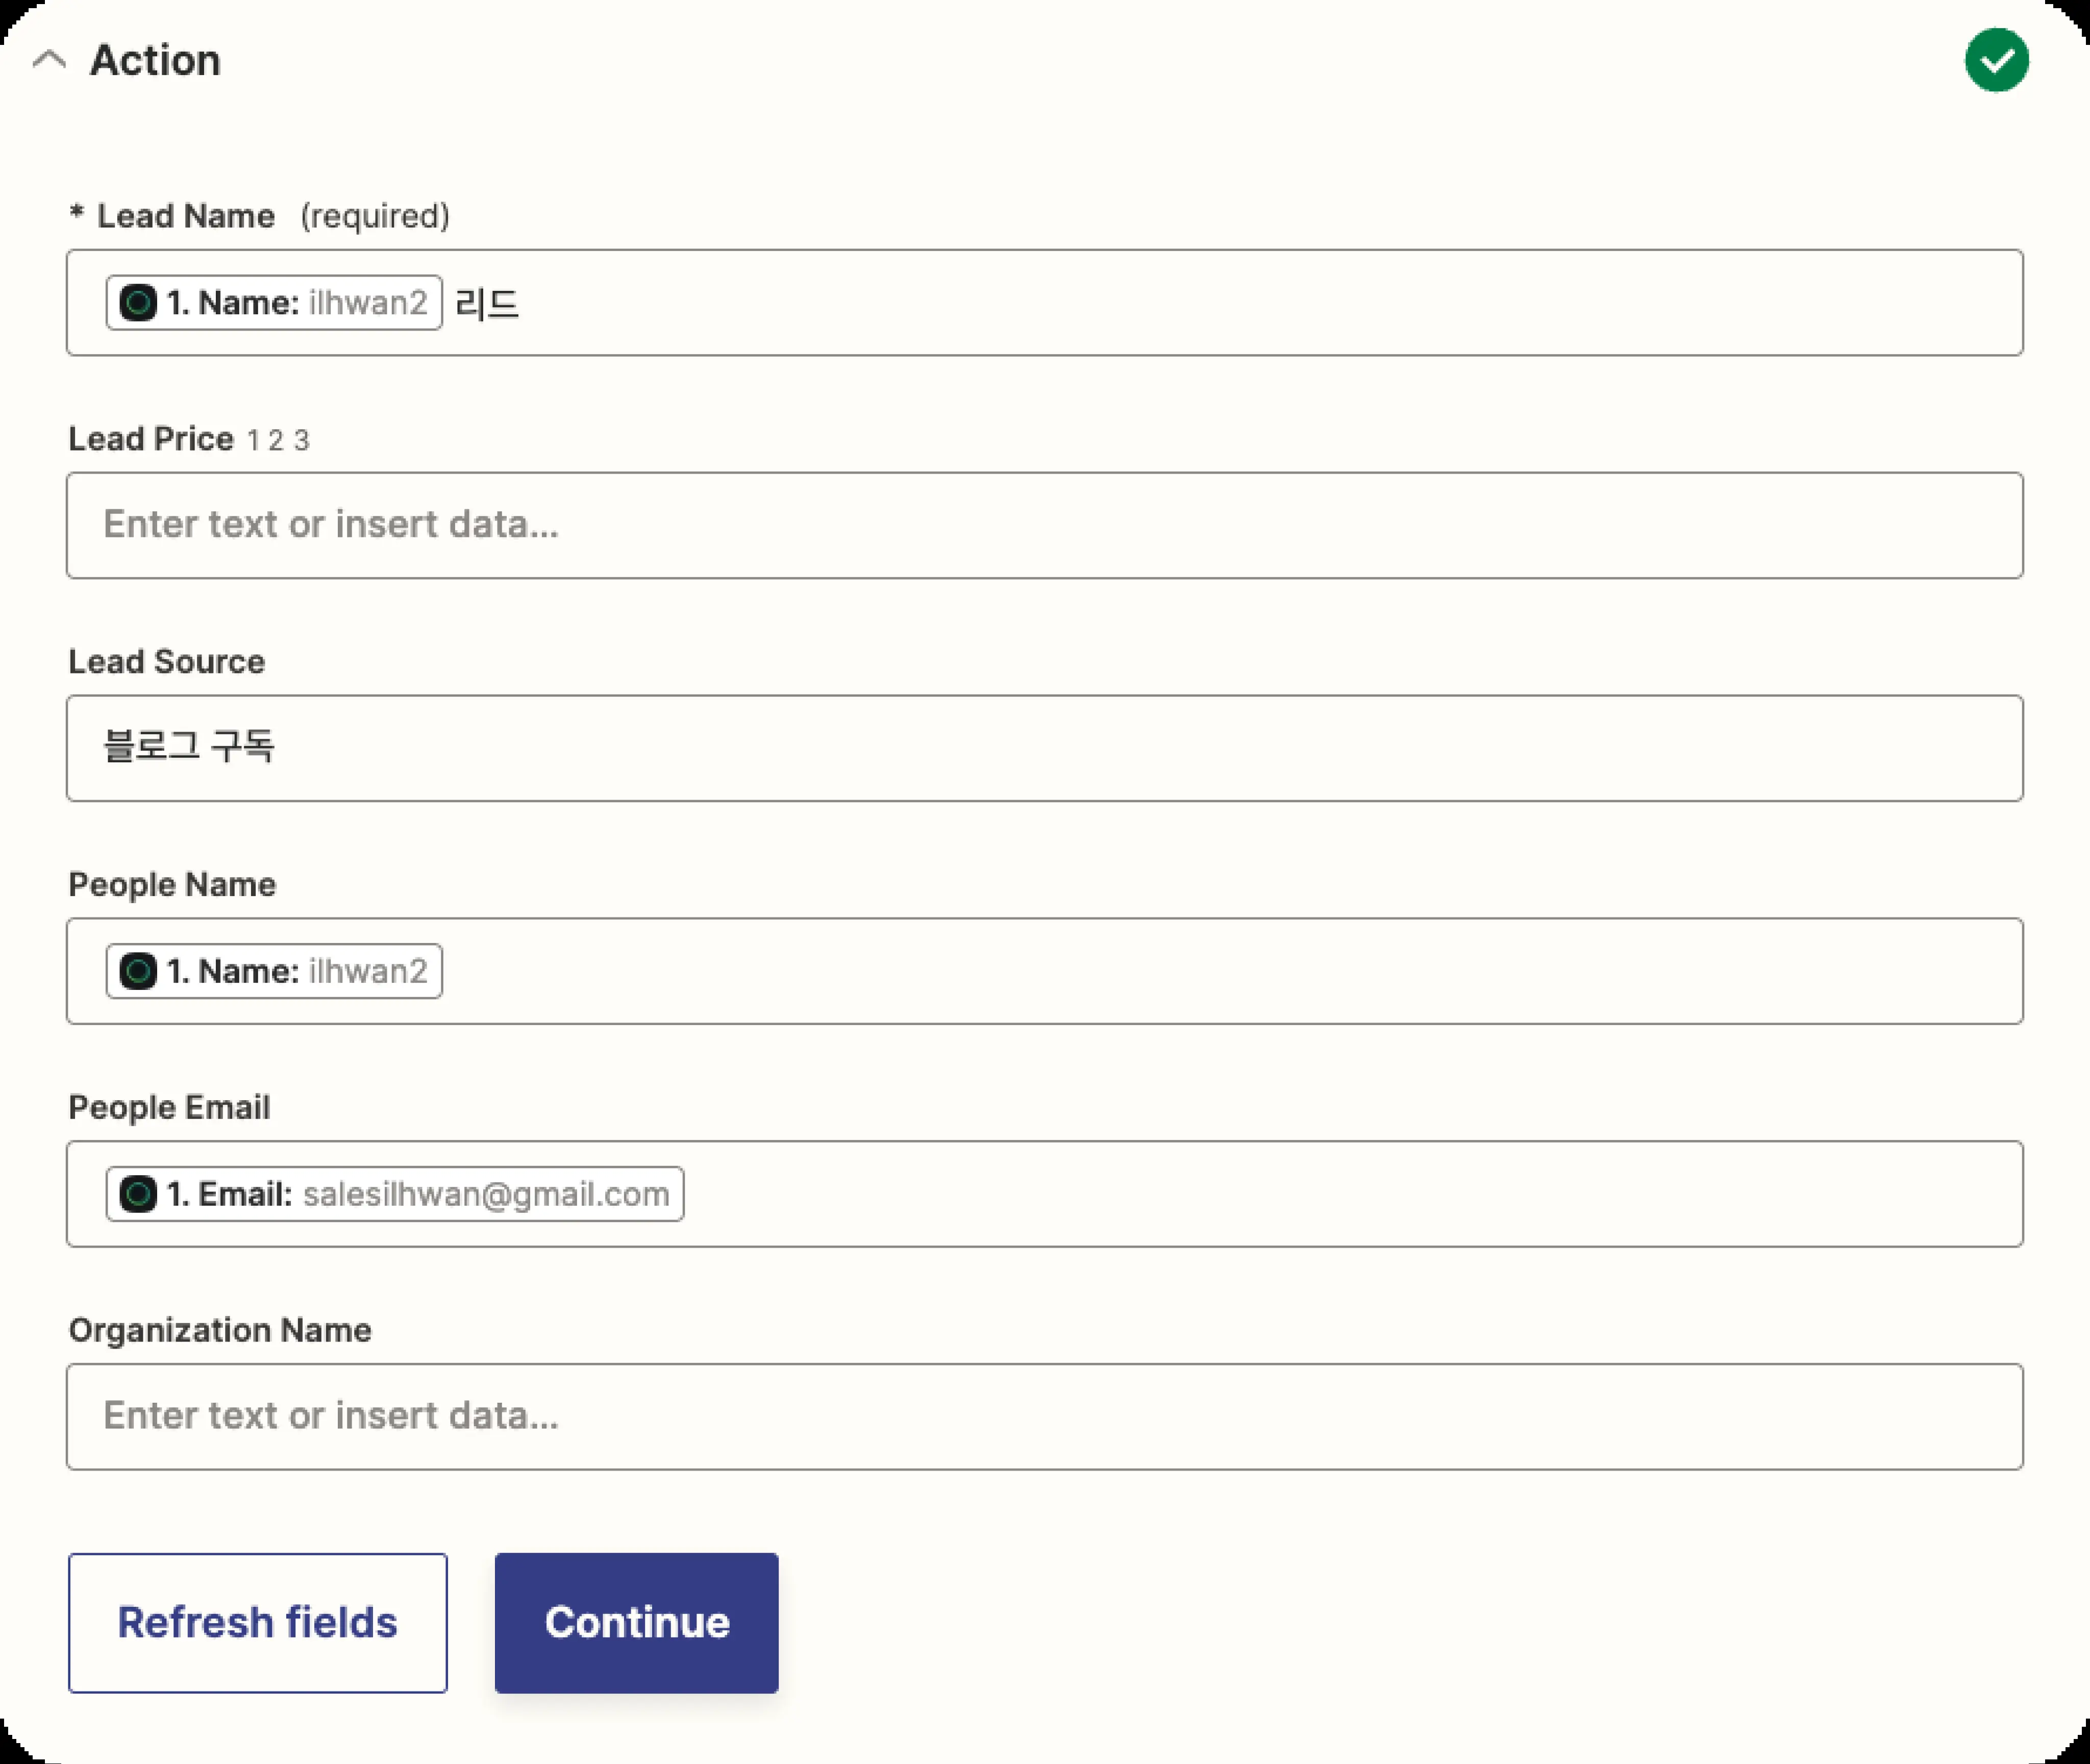 Action
* Lead Name (required)
1. Name: ilhwan2 리드
Lead Price 1 2 3
Enter text or insert data...
Lead Source
블로그 구독
People Name
1. Name: ilhwan2
People Email
1. Email: salesilhwan@gmail.com
Organization Name
Enter text or insert data...
Refresh fields Continue